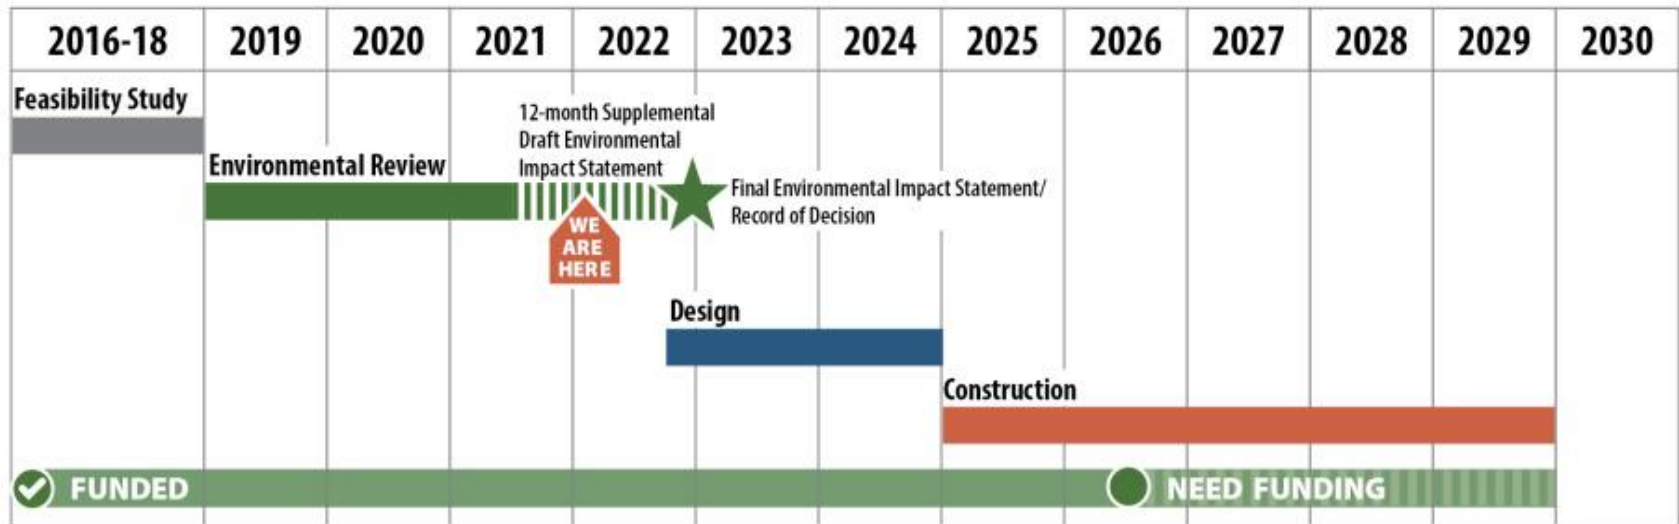 2016-18 2019 2020 2021 2022 2023 2024 2025 2026 2027 2028 2029 2030
Feasibility Study
12-month Supplemental
Draft Environmental
Impact Statement
Environmental Review
Final Environmental Impact Statement/
Record of Decision
WE
ARE
HERE
Design
Construction
FUNDED
NEED FUNDING